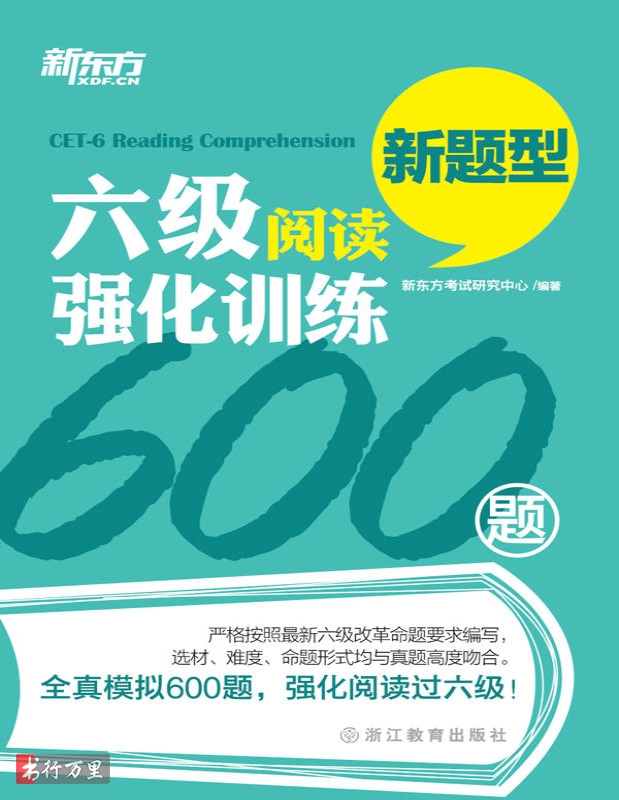 新东方
XDF.CN
CET-6 Reading Comprehension
新题型
六级阅读
强化训练
新东方考试研究中心 /编著
600
题
严格按照最新六级改革命题要求编写，
选材、难度、命题形式均与真题高度吻合。
全真模拟600题，强化阅读过六级！
浙江教育出版社
书行万里